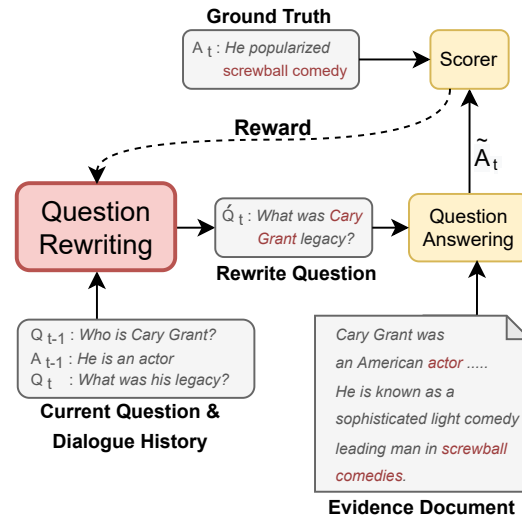 Ground Truth
A t : He popularized
screwball comedy
Scorer
Reward
Ã t
Question
Rewriting
Q́ t : What was Cary
Grant legacy?
Rewrite Question
Question
Answering
Q t-1 : Who is Cary Grant?
A t-1 : He is an actor
Q t : What was his legacy?
Current Question &
Dialogue History
Cary Grant was
an American actor .....
He is known as a
sophisticated light comedy
leading man in screwball
comedies.
Evidence Document